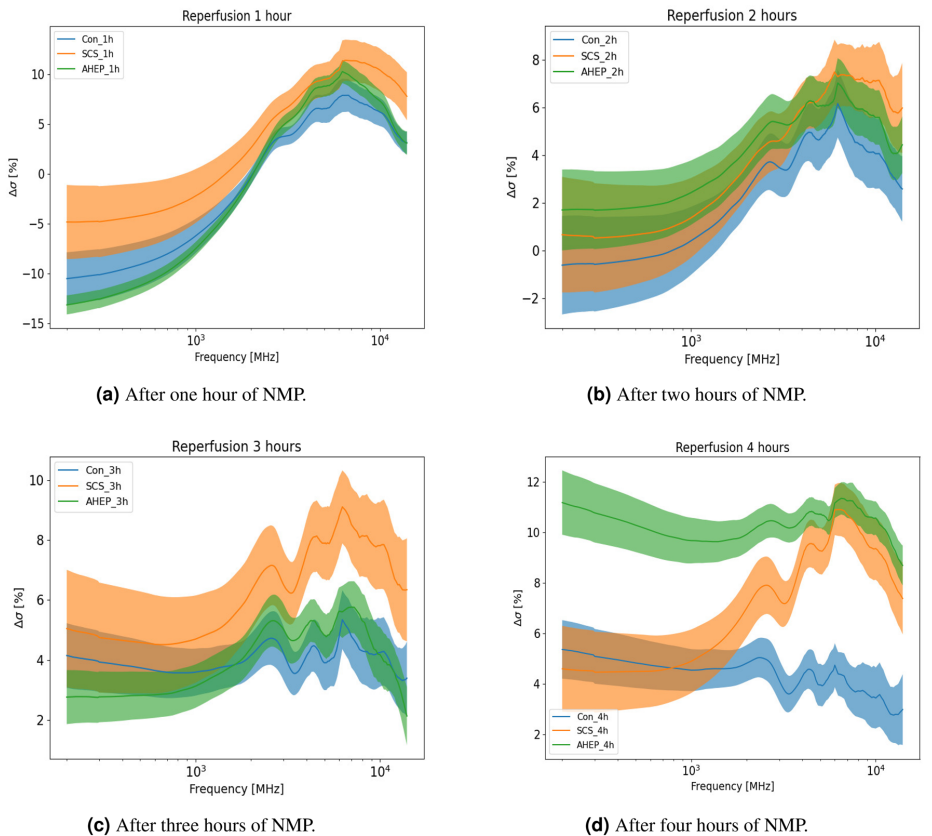 Reperfusion 1 hour
Con_1h
SCS_1h
AHEP_1h
10
5
0
−5
−10
−15
Δσ [%]
10³
10⁴
Frequency [MHz]
(a) After one hour of NMP.
Reperfusion 2 hours
Con_2h
SCS_2h
AHEP_2h
8
6
4
2
0
−2
Δσ [%]
10³
10⁴
Frequency [MHz]
(b) After two hours of NMP.
Reperfusion 3 hours
Con_3h
SCS_3h
AHEP_3h
10
8
6
4
2
Δσ [%]
10³
10⁴
Frequency [MHz]
(c) After three hours of NMP.
Reperfusion 4 hours
12
10
8
6
4
2
Δσ [%]
Con_4h
SCS_4h
AHEP_4h
10³
10⁴
Frequency [MHz]
(d) After four hours of NMP.